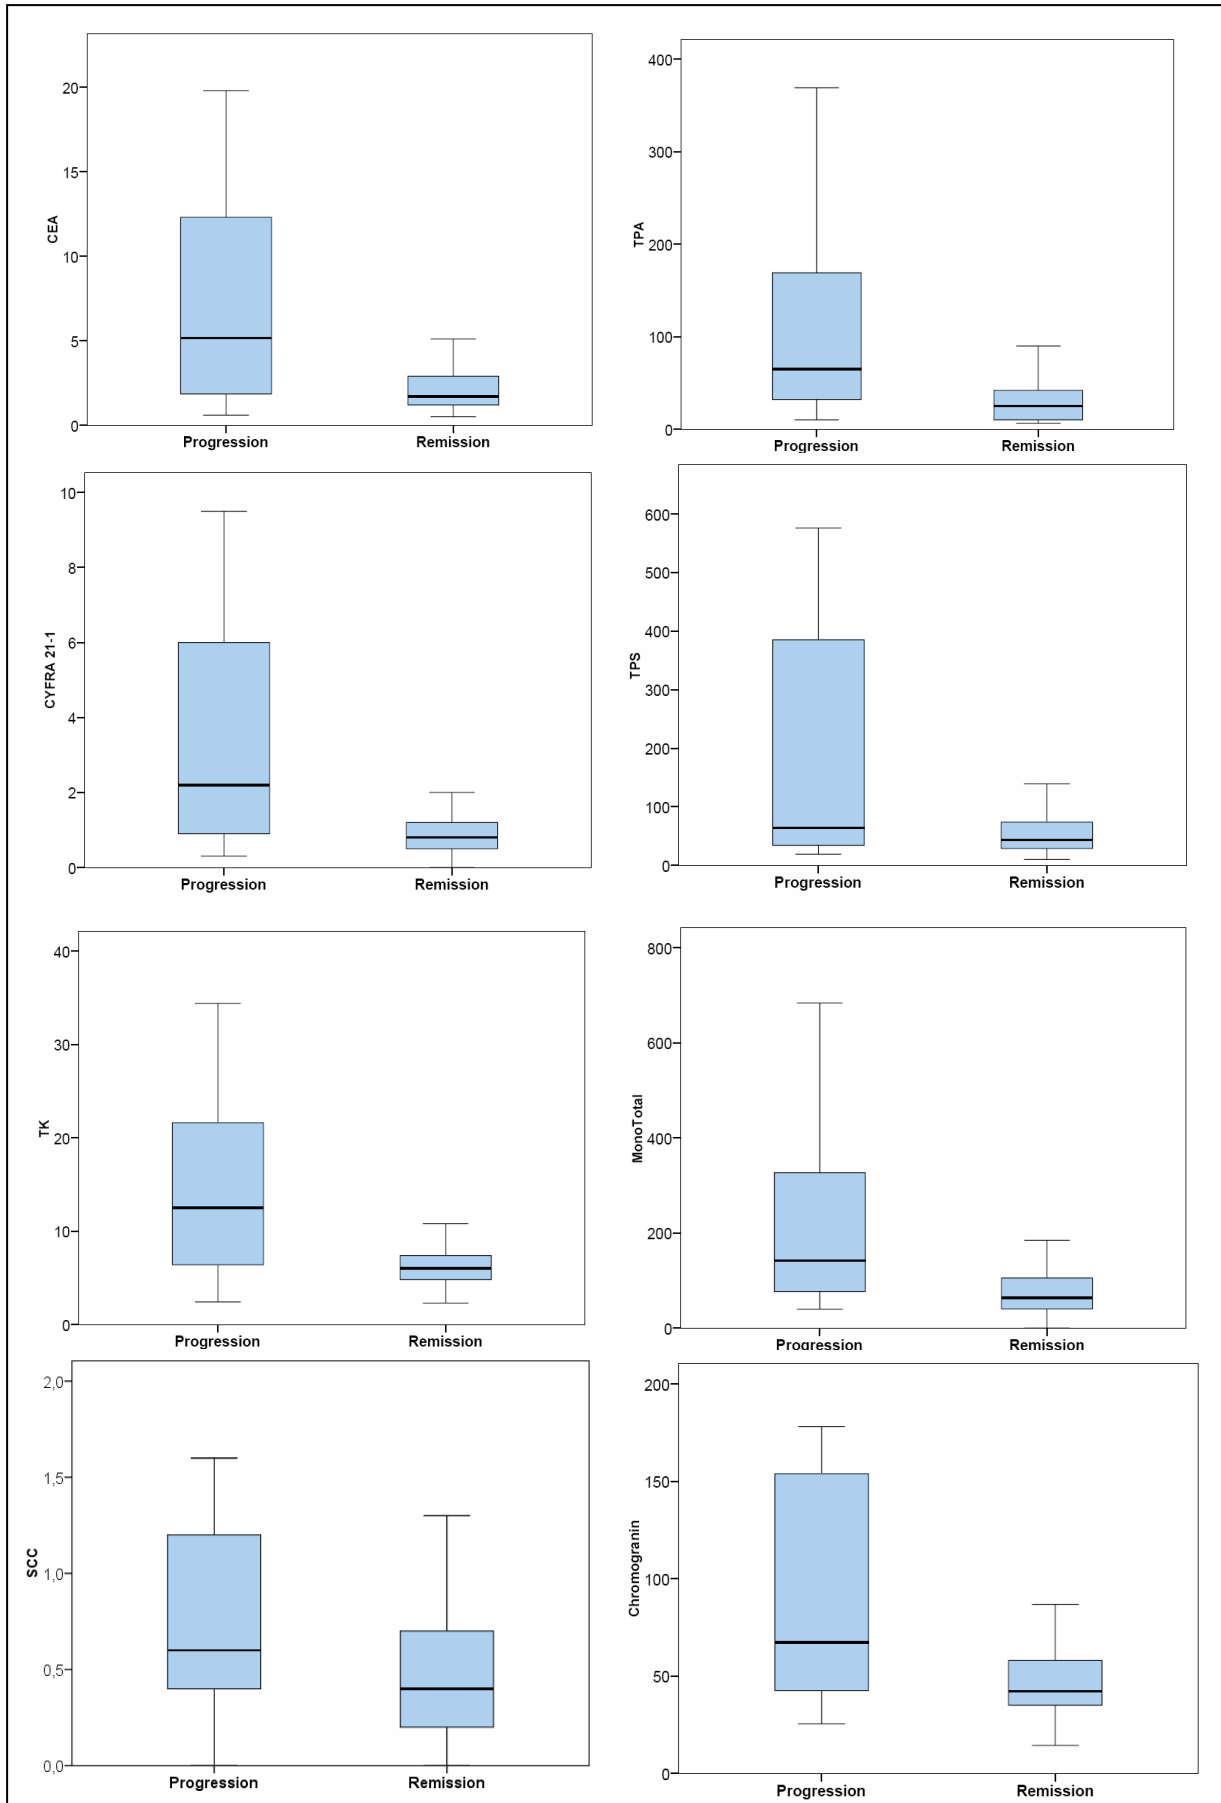 20
15
10
5
0
CEA
Progression
Remission
400
300
200
100
0
TPA
Progression
Remission
10
8
6
4
2
0
CYFRA 21-1
Progression
Remission
600
500
400
300
200
100
0
TPS
Progression
Remission
40
30
20
10
0
TK
Progression
Remission
800
600
400
200
0
MonoTotal
Progression
Remission
2,0
1,5
1,0
0,5
0,0
SCC
Progression
Remission
200
150
100
50
0
Chromogranin
Progression
Remission